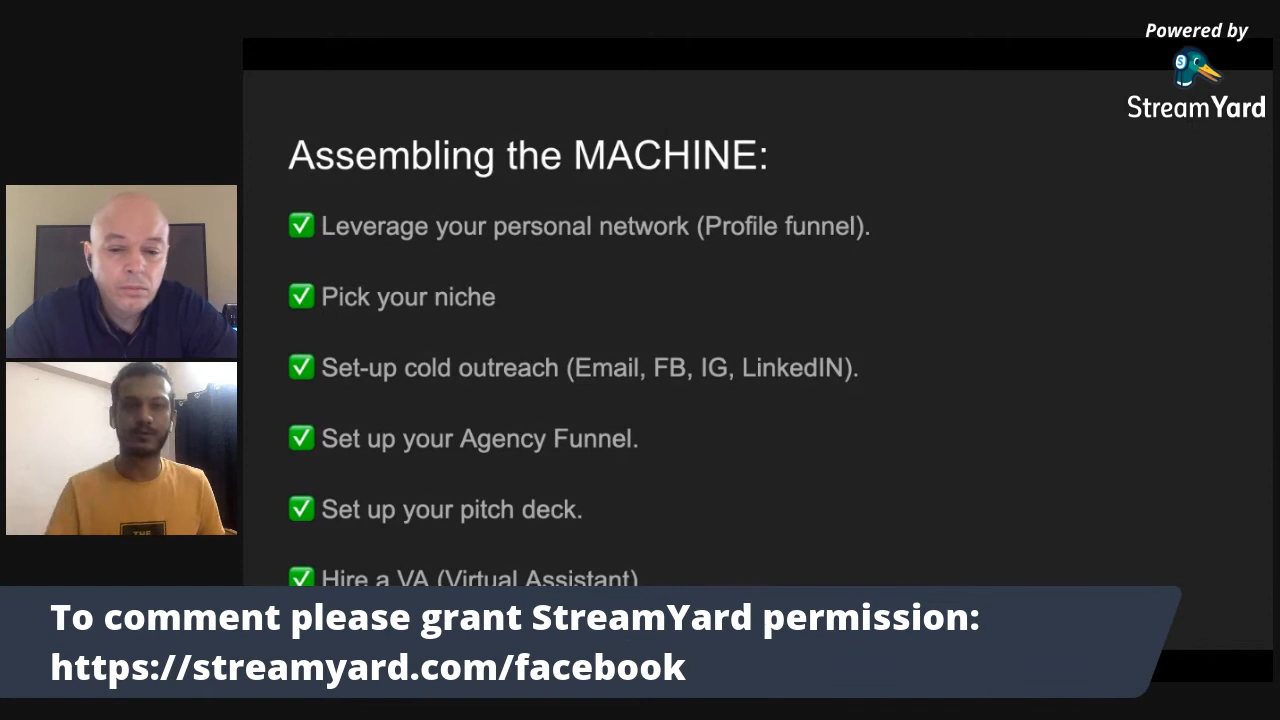 Powered by
StreamYard
Assembling the MACHINE:
✅ Leverage your personal network (Profile funnel).
✅ Pick your niche
✅ Set-up cold outreach (Email, FB, IG, LinkedIN).
✅ Set up your Agency Funnel.
✅ Set up your pitch deck.
✅ Hire a VA (Virtual Assistant)
THE
To comment please grant StreamYard permission:
https://streamyard.com/facebook